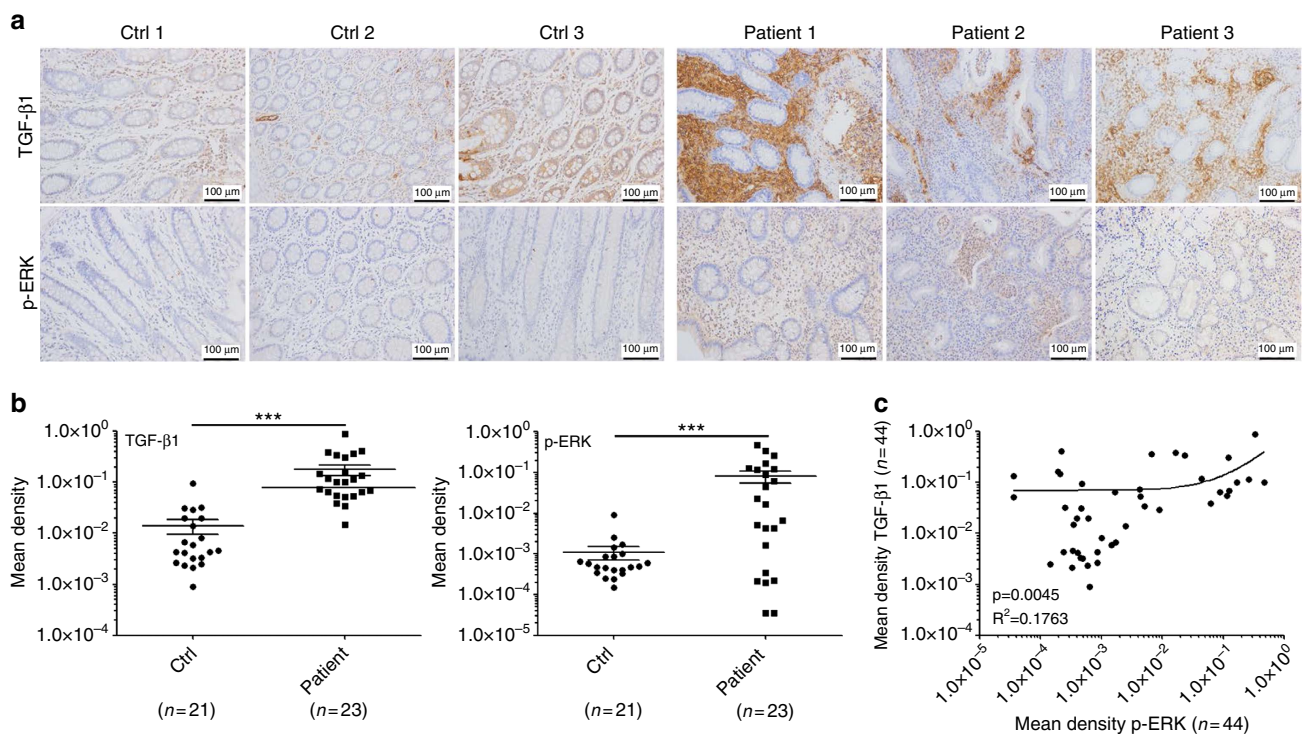 a
Ctrl 1 Ctrl 2 Ctrl 3 Patient 1 Patient 2 Patient 3
TGF-β1
100 μm 100 μm 100 μm 100 μm 100 μm 100 μm
p-ERK
100 μm 100 μm 100 μm 100 μm 100 μm 100 μm
b
Mean density
1.0×10⁰
1.0×10⁻¹
1.0×10⁻²
1.0×10⁻³
1.0×10⁻⁴
TGF-β1
***
Ctrl Patient
(n=21) (n=23)
Mean density
1.0×10⁰
1.0×10⁻¹
1.0×10⁻²
1.0×10⁻³
1.0×10⁻⁴
1.0×10⁻⁵
p-ERK
***
Ctrl Patient
(n=21) (n=23)
c
Mean density TGF-β1 (n=44)
1.0×10⁰
1.0×10⁻¹
1.0×10⁻²
1.0×10⁻³
1.0×10⁻⁴
p=0.0045
R²=0.1763
1.0×10⁻⁵ 1.0×10⁻⁴ 1.0×10⁻³ 1.0×10⁻² 1.0×10⁻¹ 1.0×10⁰
Mean density p-ERK (n=44)